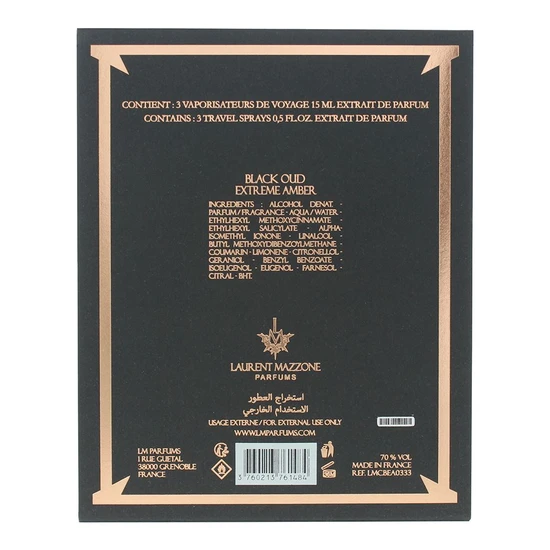 CONTIENT : 3 VAPORISATEURS DE VOYAGE 15 ML EXTRAIT DE PARFUM
CONTAINS : 3 TRAVEL SPRAYS 0,5 FL.OZ. EXTRAIT DE PARFUM
BLACK OUD
EXTREME AMBER
INGREDIENTS : ALCOHOL DENAT. -
PARFUM / FRAGRANCE - AQUA / WATER -
ETHYLHEXYL METHOXYCINNAMATE -
ETHYLHEXYL SALICYLATE - ALPHA-
ISOMETHYL IONONE - LINALOOL -
BUTYL METHOXYDIBENZOYLMETHANE -
COUMARIN - LIMONENE - CITRONELLOL -
GERANIOL - BENZYL BENZOATE -
ISOEUGENOL - EUGENOL - FARNESOL -
CITRAL - BHT.
LAURENT MAZZONE
PARFUMS
استخراج العطور
الاستخدام الخارجي
USAGE EXTERNE / FOR EXTERNAL USE ONLY
WWW.LMPARFUMS.COM
LM PARFUMS
1 RUE GUETAL
38000 GRENOBLE
FRANCE
3 760213 761484
70 % VOL
MADE IN FRANCE
REF. LMCBEA0333